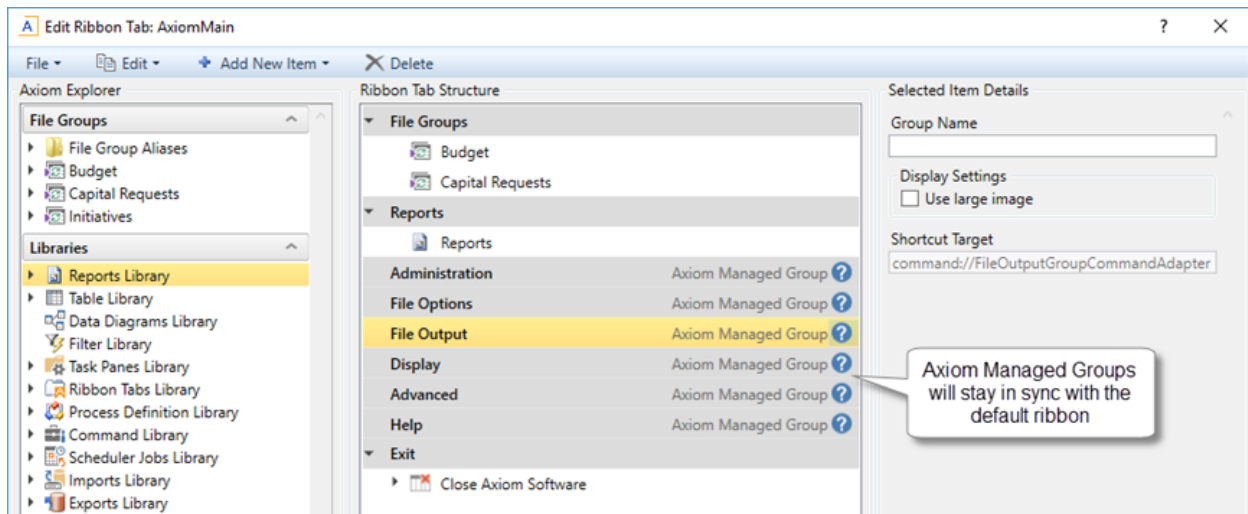 A Edit Ribbon Tab: AxiomMain ?
File Edit Add New Item Delete
Axiom Explorer
File Groups
File Group Aliases
Budget
Capital Requests
Initiatives
Libraries
Reports Library
Table Library
Data Diagrams Library
Filter Library
Task Panes Library
Ribbon Tabs Library
Process Definition Library
Command Library
Scheduler Jobs Library
Imports Library
Exports Library
Ribbon Tab Structure
File Groups
Budget
Capital Requests
Reports
Reports
Administration Axiom Managed Group ?
File Options Axiom Managed Group ?
File Output Axiom Managed Group ?
Display Axiom Managed Group ?
Advanced Axiom Managed Group ?
Help Axiom Managed Group ?
Exit
Close Axiom Software
Selected Item Details
Group Name
Display Settings
Use large image
Shortcut Target
command://FileOutputGroupCommandAdapter
Axiom Managed Groups
will stay in sync with the
default ribbon